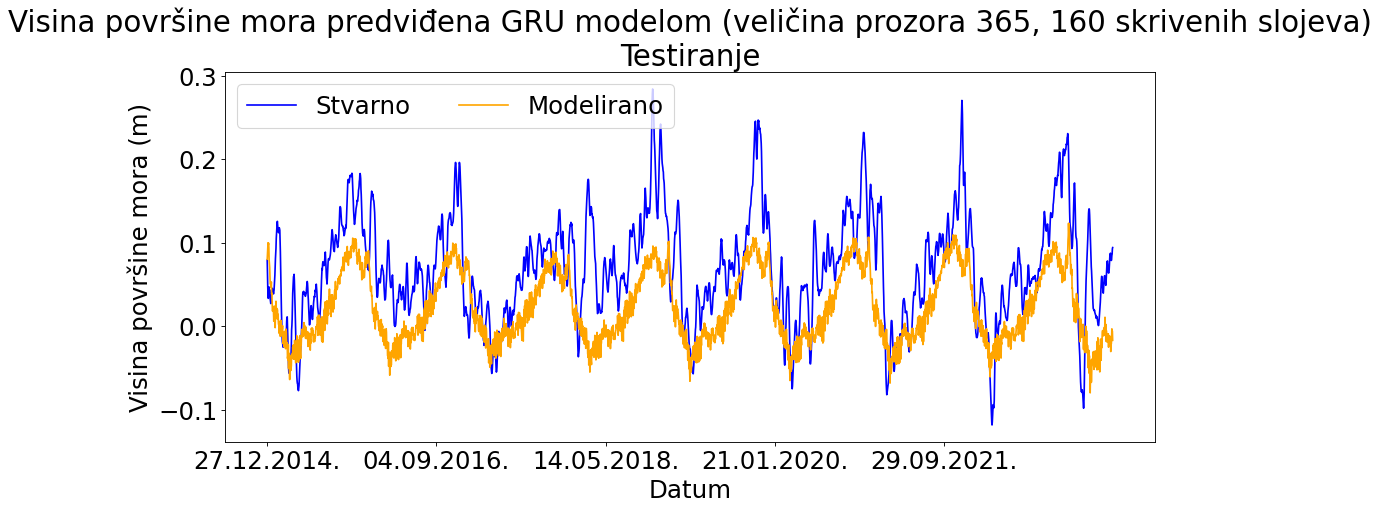 Visina površine mora predviđena GRU modelom (veličina prozora 365, 160 skrivenih slojeva)
Testiranje
Stvarno Modelirano
Visina površine mora (m)
0.3
0.2
0.1
0.0
−0.1
27.12.2014. 04.09.2016. 14.05.2018. 21.01.2020. 29.09.2021.
Datum